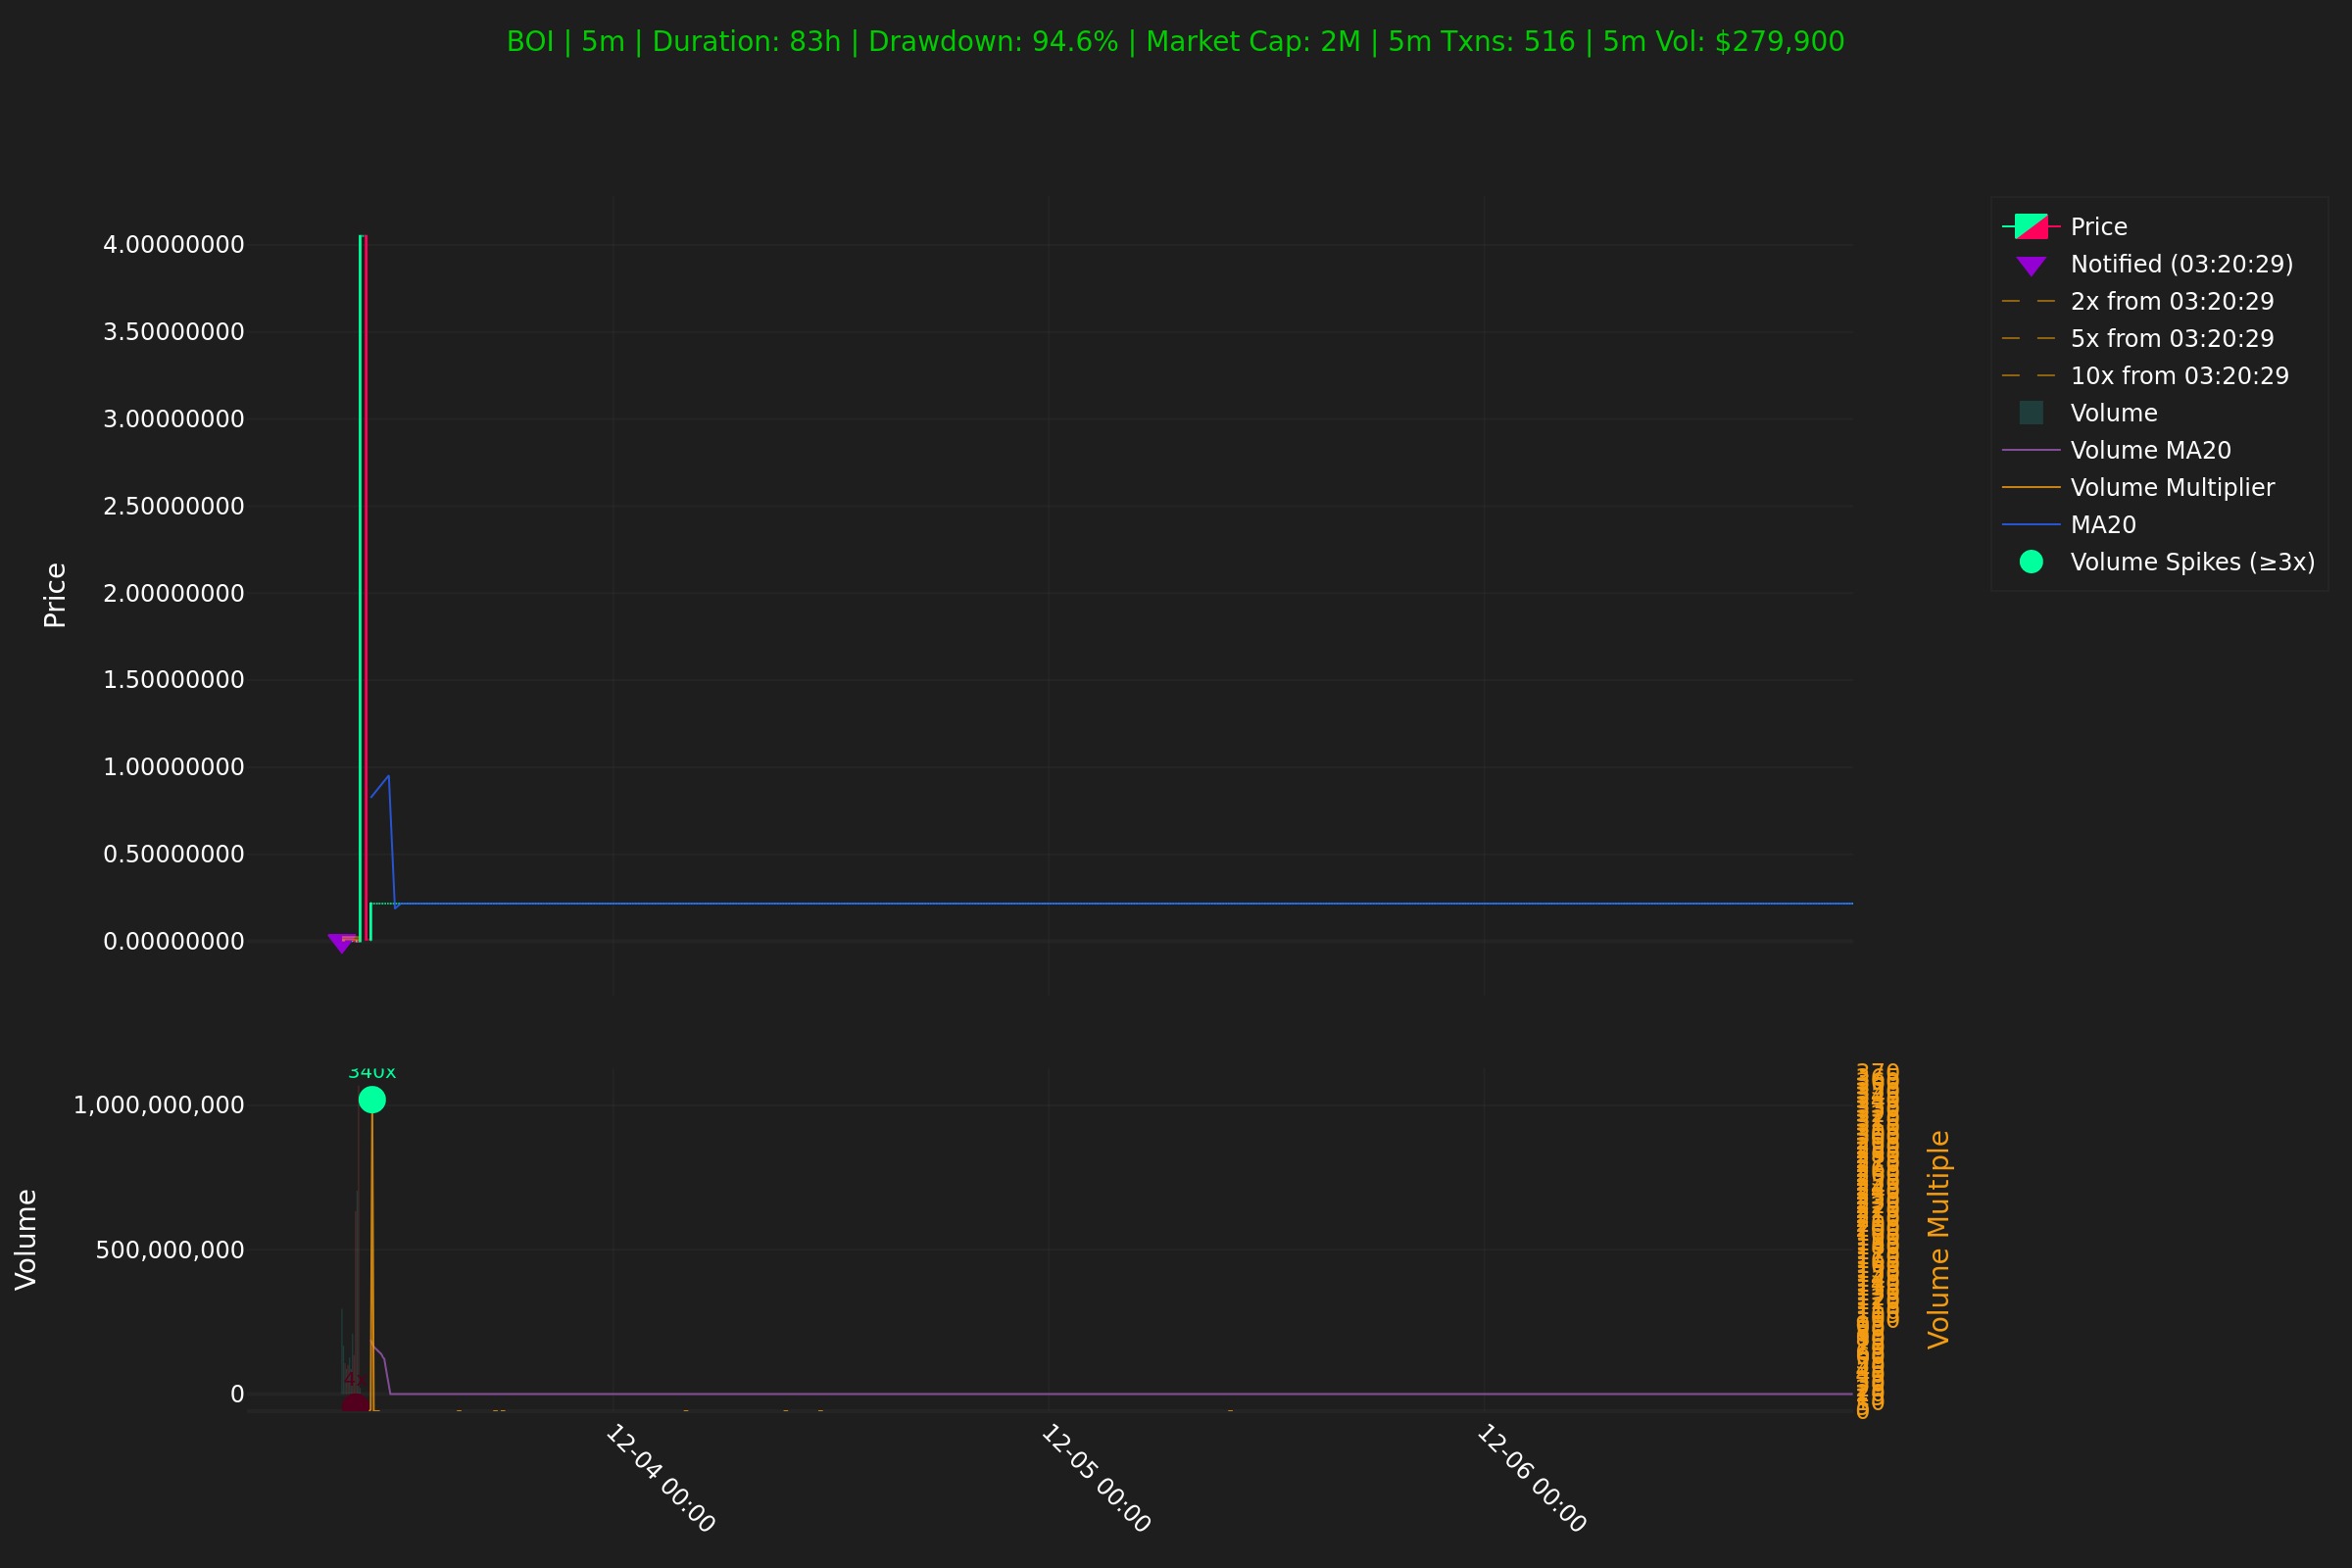 BOI | 5m | Duration: 83h | Drawdown: 94.6% | Market Cap: 2M | 5m Txns: 516 | 5m Vol: $279,900
Price
4.00000000
3.50000000
3.00000000
2.50000000
2.00000000
1.50000000
1.00000000
0.50000000
0.00000000
Price
Notified (03:20:29)
2x from 03:20:29
5x from 03:20:29
10x from 03:20:29
Volume
Volume MA20
Volume Multiplier
MA20
Volume Spikes (≥3x)
Volume
1,000,000,000
500,000,000
0
340x
370
0
Volume Multiple
12-04 00:00
12-05 00:00
12-06 00:00